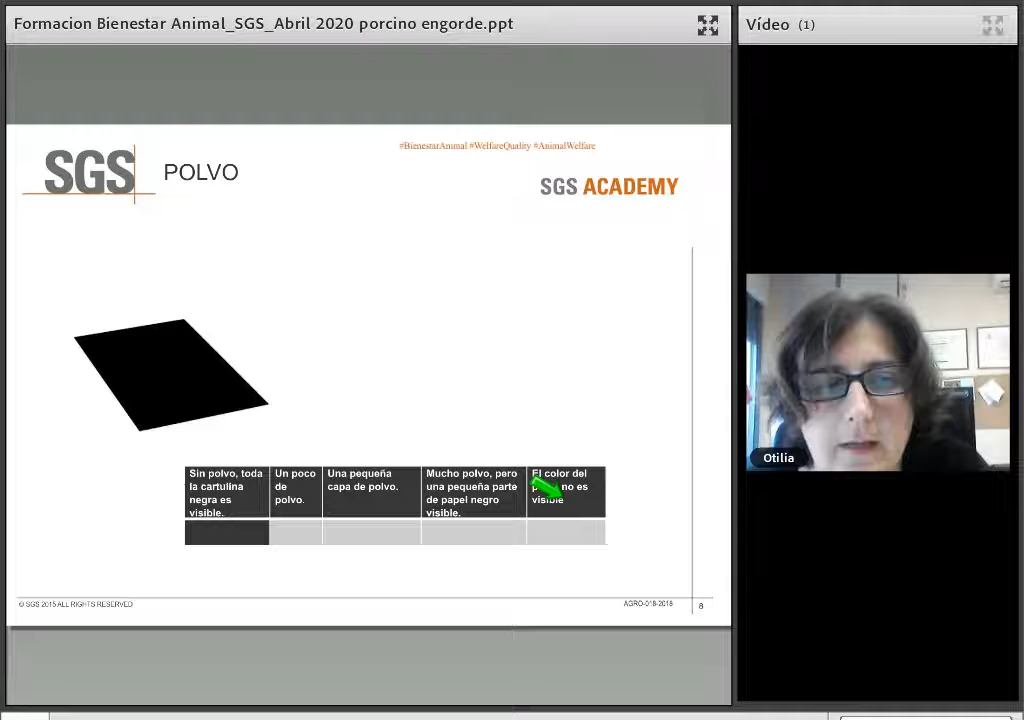 Formacion Bienestar Animal_SGS_Abril 2020 porcino engorde.ppt
Vídeo (1)
#BienestarAnimal #WelfareQuality #AnimalWelfare
SGS
POLVO
SGS ACADEMY
Sin polvo, toda
la cartulina
negra es
visible.
Un poco
de
polvo.
Una pequeña
capa de polvo.
Mucho polvo, pero
una pequeña parte
de papel negro
visible.
El color del
no es
visible
Otilia
© SGS 2015 ALL RIGHTS RESERVED
AGRO-018-2018
8